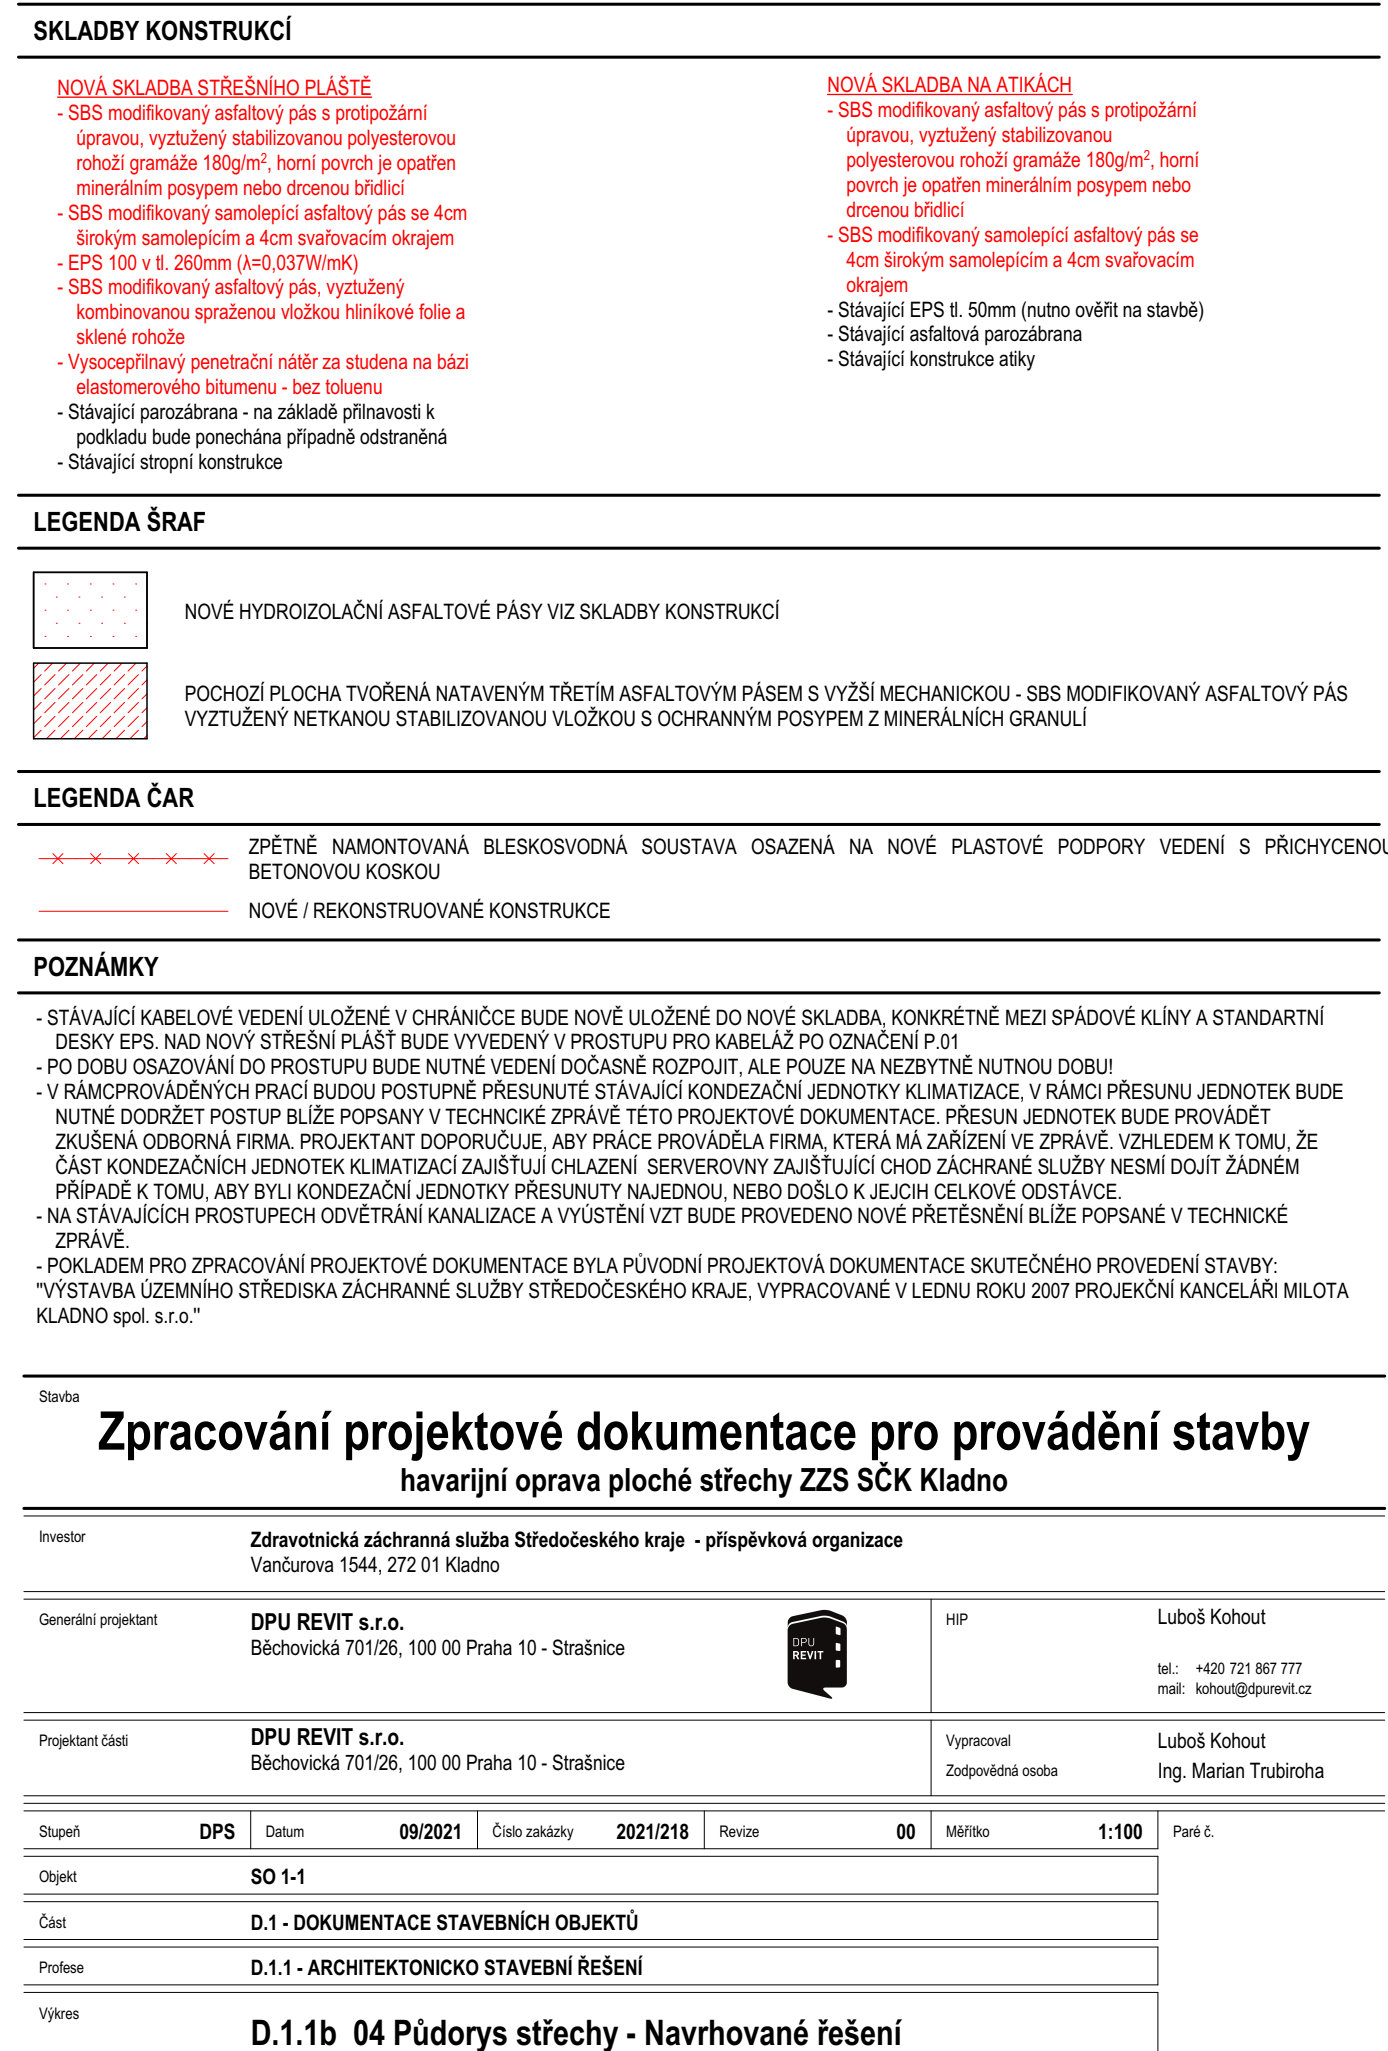 SKLADBY KONSTRUKCÍ
NOVÁ SKLADBA STŘEŠNÍHO PLÁŠTĚ
- SBS modifikovaný asfaltový pás s protipožární
úpravou, vyztužený stabilizovanou polyesterovou
rohoží gramáže 180g/m², horní povrch je opatřen
minerálním posypem nebo drcenou břidlicí
- SBS modifikovaný samolepící asfaltový pás se 4cm
širokým samolepícím a 4cm svařovacím okrajem
- EPS 100 v tl. 260mm (λ=0,037W/mK)
- SBS modifikovaný asfaltový pás, vyztužený
kombinovanou spraženou vložkou hliníkové folie a
sklené rohože
- Vysocepřilnavý penetrační nátěr za studena na bázi
elastomerového bitumenu - bez toluenu
- Stávající parozábrana - na základě přilnavosti k
podkladu bude ponechána případně odstraněná
- Stávající stropní konstrukce
NOVÁ SKLADBA NA ATIKÁCH
- SBS modifikovaný asfaltový pás s protipožární
úpravou, vyztužený stabilizovanou
polyesterovou rohoží gramáže 180g/m², horní
povrch je opatřen minerálním posypem nebo
drcenou břidlicí
- SBS modifikovaný samolepící asfaltový pás se
4cm širokým samolepícím a 4cm svařovacím
okrajem
- Stávající EPS tl. 50mm (nutno ověřit na stavbě)
- Stávající asfaltová parozábrana
- Stávající konstrukce atiky
LEGENDA ŠRAF
NOVÉ HYDROIZOLAČNÍ ASFALTOVÉ PÁSY VIZ SKLADBY KONSTRUKCÍ
POCHOZÍ PLOCHA TVOŘENÁ NATAVENÝM TŘETÍM ASFALTOVÝM PÁSEM S VYŽŠÍ MECHANICKOU - SBS MODIFIKOVANÝ ASFALTOVÝ PÁS
VYZTUŽENÝ NETKANOU STABILIZOVANOU VLOŽKOU S OCHRANNÝM POSYPEM Z MINERÁLNÍCH GRANULÍ
LEGENDA ČAR
ZPĚTNĚ NAMONTOVANÁ BLESKOSVODNÁ SOUSTAVA OSAZENÁ NA NOVÉ PLASTOVÉ PODPORY VEDENÍ S PŘICHYCENOU
BETONOVOU KOSKOU
NOVÉ / REKONSTRUOVANÉ KONSTRUKCE
POZNÁMKY
- STÁVAJÍCÍ KABELOVÉ VEDENÍ ULOŽENÉ V CHRÁNIČCE BUDE NOVĚ ULOŽENÉ DO NOVÉ SKLADBA, KONKRÉTNĚ MEZI SPÁDOVÉ KLÍNY A STANDARTNÍ
DESKY EPS. NAD NOVÝ STŘEŠNÍ PLÁŠŤ BUDE VYVEDENÝ V PROSTUPU PRO KABELÁŽ PO OZNAČENÍ P.01
- PO DOBU OSAZOVÁNÍ DO PROSTUPU BUDE NUTNÉ VEDENÍ DOČASNĚ ROZPOJIT, ALE POUZE NA NEZBYTNĚ NUTNOU DOBU!
- V RÁMCPROVÁDĚNÝCH PRACÍ BUDOU POSTUPNĚ PŘESUNUTÉ STÁVAJÍCÍ KONDEZAČNÍ JEDNOTKY KLIMATIZACE, V RÁMCI PŘESUNU JEDNOTEK BUDE
NUTNÉ DODRŽET POSTUP BLÍŽE POPSANY V TECHNCIKÉ ZPRÁVĚ TÉTO PROJEKTOVÉ DOKUMENTACE. PŘESUN JEDNOTEK BUDE PROVÁDĚT
ZKUŠENÁ ODBORNÁ FIRMA. PROJEKTANT DOPORUČUJE, ABY PRÁCE PROVÁDĚLA FIRMA, KTERÁ MÁ ZAŘÍZENÍ VE ZPRÁVĚ. VZHLEDEM K TOMU, ŽE
ČÁST KONDEZAČNÍCH JEDNOTEK KLIMATIZACÍ ZAJIŠŤUJÍ CHLAZENÍ SERVEROVNY ZAJIŠŤUJÍCÍ CHOD ZÁCHRANÉ SLUŽBY NESMÍ DOJÍT ŽÁDNÉM
PŘÍPADĚ K TOMU, ABY BYLI KONDEZAČNÍ JEDNOTKY PŘESUNUTY NAJEDNOU, NEBO DOŠLO K JEJCIH CELKOVÉ ODSTÁVCE.
- NA STÁVAJÍCÍCH PROSTUPECH ODVĚTRÁNÍ KANALIZACE A VYÚSTĚNÍ VZT BUDE PROVEDENO NOVÉ PŘETĚSNĚNÍ BLÍŽE POPSANÉ V TECHNICKÉ
ZPRÁVĚ.
- POKLADEM PRO ZPRACOVÁNÍ PROJEKTOVÉ DOKUMENTACE BYLA PŮVODNÍ PROJEKTOVÁ DOKUMENTACE SKUTEČNÉHO PROVEDENÍ STAVBY:
"VÝSTAVBA ÚZEMNÍHO STŘEDISKA ZÁCHRANNÉ SLUŽBY STŘEDOČESKÉHO KRAJE, VYPRACOVANÉ V LEDNU ROKU 2007 PROJEKČNÍ KANCELÁŘI MILOTA
KLADNO spol. s.r.o."
Stavba
Zpracování projektové dokumentace pro provádění stavby
havarijní oprava ploché střechy ZZS SČK Kladno
Investor
Zdravotnická záchranná služba Středočeského kraje - příspěvková organizace
Vančurova 1544, 272 01 Kladno
Generální projektant
DPU REVIT s.r.o.
Běchovická 701/26, 100 00 Praha 10 - Strašnice
DPU
REVIT
HIP
Luboš Kohout
tel.: +420 721 867 777
mail: kohout@dpurevit.cz
Projektant části
DPU REVIT s.r.o.
Běchovická 701/26, 100 00 Praha 10 - Strašnice
Vypracoval Luboš Kohout
Zodpovědná osoba Ing. Marian Trubiroha
Stupeň DPS Datum 09/2021 Číslo zakázky 2021/218 Revize 00 Měřítko 1:100 Paré č.
Objekt SO 1-1
Část D.1 - DOKUMENTACE STAVEBNÍCH OBJEKTŮ
Profese D.1.1 - ARCHITEKTONICKO STAVEBNÍ ŘEŠENÍ
Výkres
D.1.1b 04 Půdorys střechy - Navrhované řešení